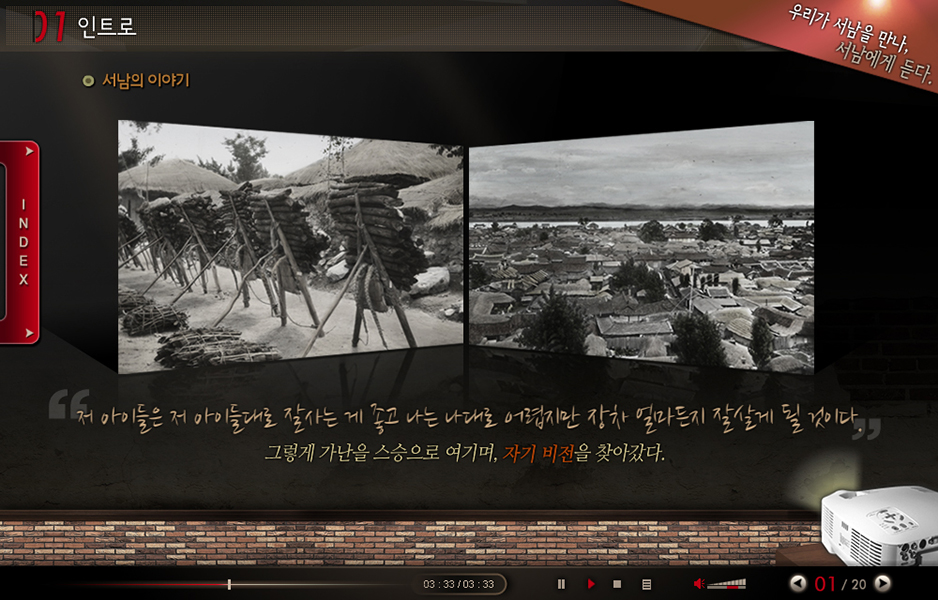 01 인트로
우리가 서남을 만나,
서남에게 듣다.
서남의 이야기
INDEX
“저 아이들은 저 아이들대로 잘사는 게 좋고 나는 나대로 어렵지만 장차 얼마든지 잘살게 될 것이다.”
그렇게 가난을 스승으로 여기며, 자기 비전을 찾아갔다.
03 : 33 / 03 : 33
01 / 20